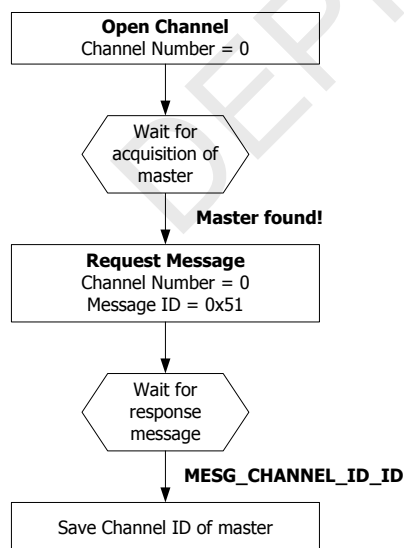 Open Channel
Channel Number = 0
Wait for
acquisition of
master
Master found!
Request Message
Channel Number = 0
Message ID = 0x51
Wait for
response
message
MESG_CHANNEL_ID_ID
Save Channel ID of master